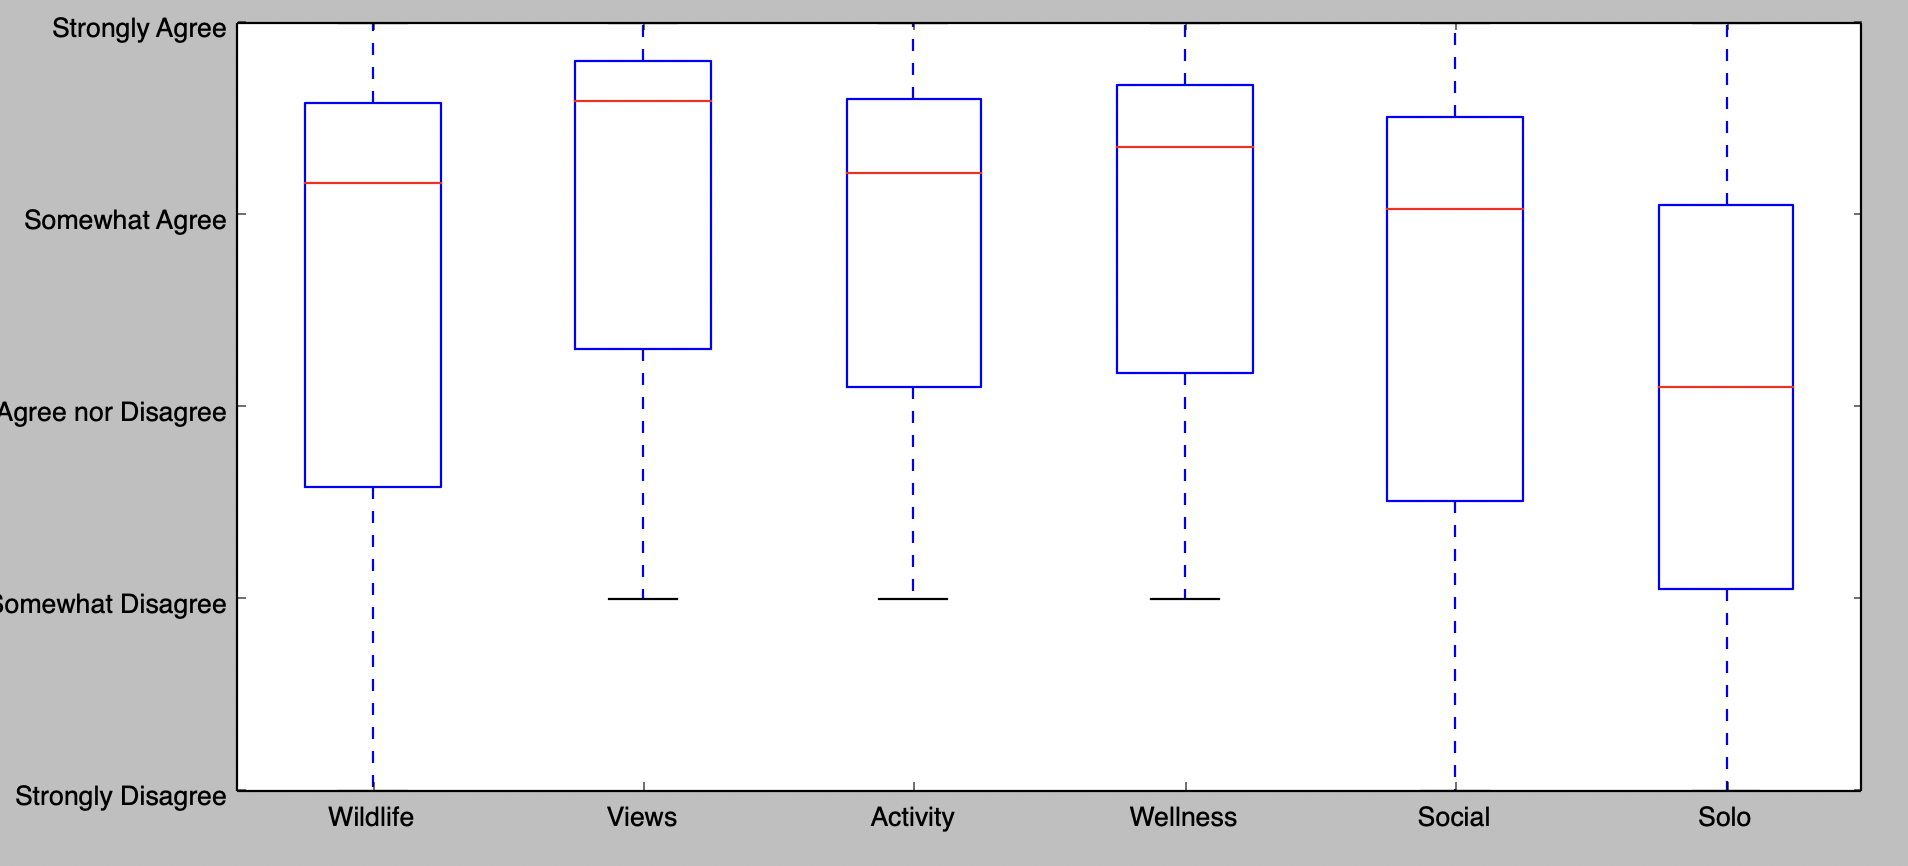 Strongly Agree
Somewhat Agree
Agree nor Disagree
Somewhat Disagree
Strongly Disagree
Wildlife Views Activity Wellness Social Solo